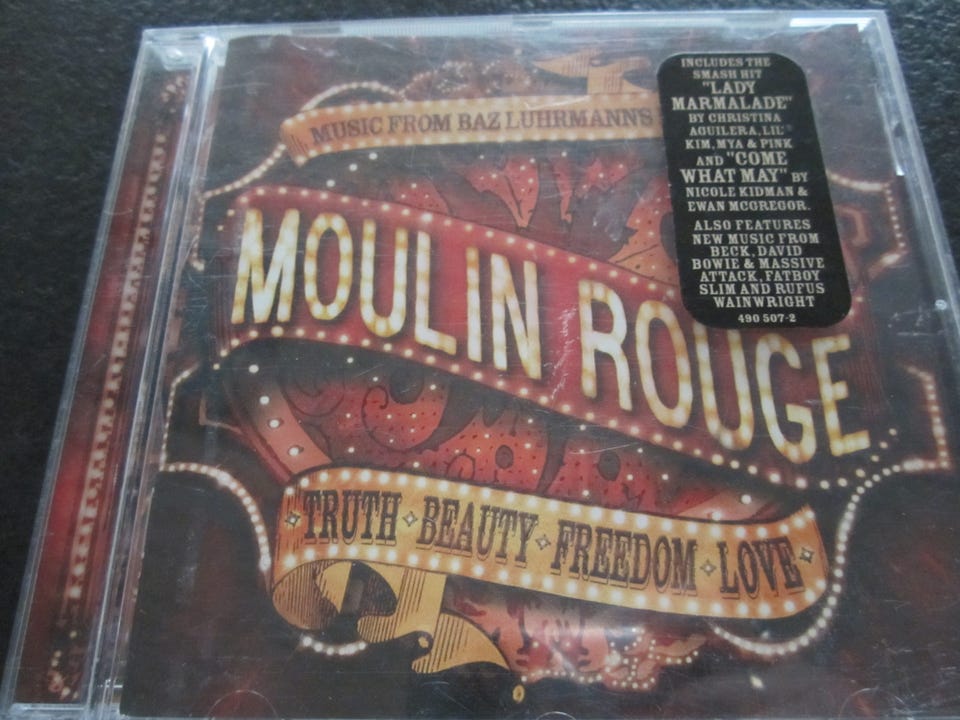 MUSIC FROM BAZ LUHRMANN'S
MOULIN ROUGE
TRUTH BEAUTY FREEDOM LOVE
INCLUDES THE
SMASH HIT
"LADY
MARMALADE"
BY CHRISTINA
AGUILERA, LIL'
KIM, MYA & PINK
AND "COME
WHAT MAY" BY
NICOLE KIDMAN &
EWAN MCGREGOR.
ALSO FEATURES
NEW MUSIC FROM
BECK, DAVID
BOWIE & MASSIVE
ATTACK, FATBOY
SLIM AND RUFUS
WAINWRIGHT
490 507-2